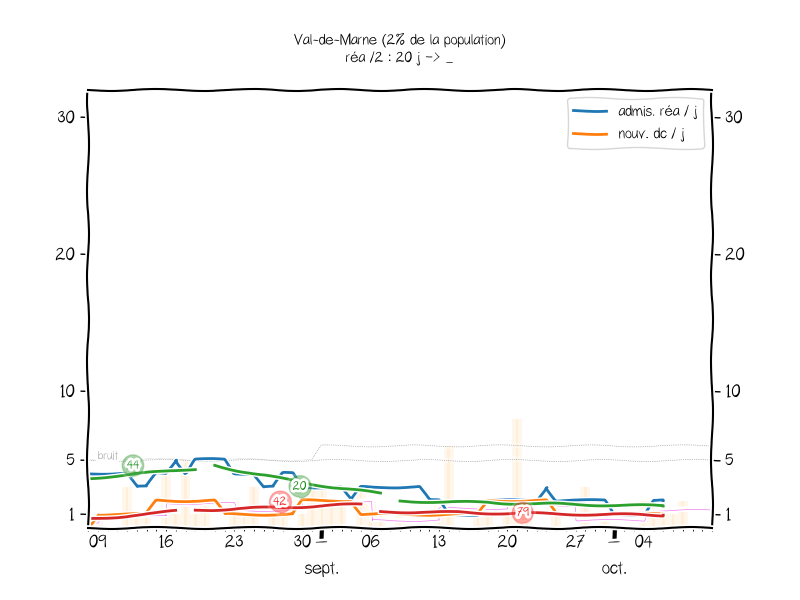 Val-de-Marne (2% de la population)
réa /2 : 20 j -> _
admis. réa / j
nouv. dc / j
30 30
20 20
10 10
5 5
1 1
bruit
44
20
42
79
09 16 23 30 06 13 20 27 04
sept. oct.